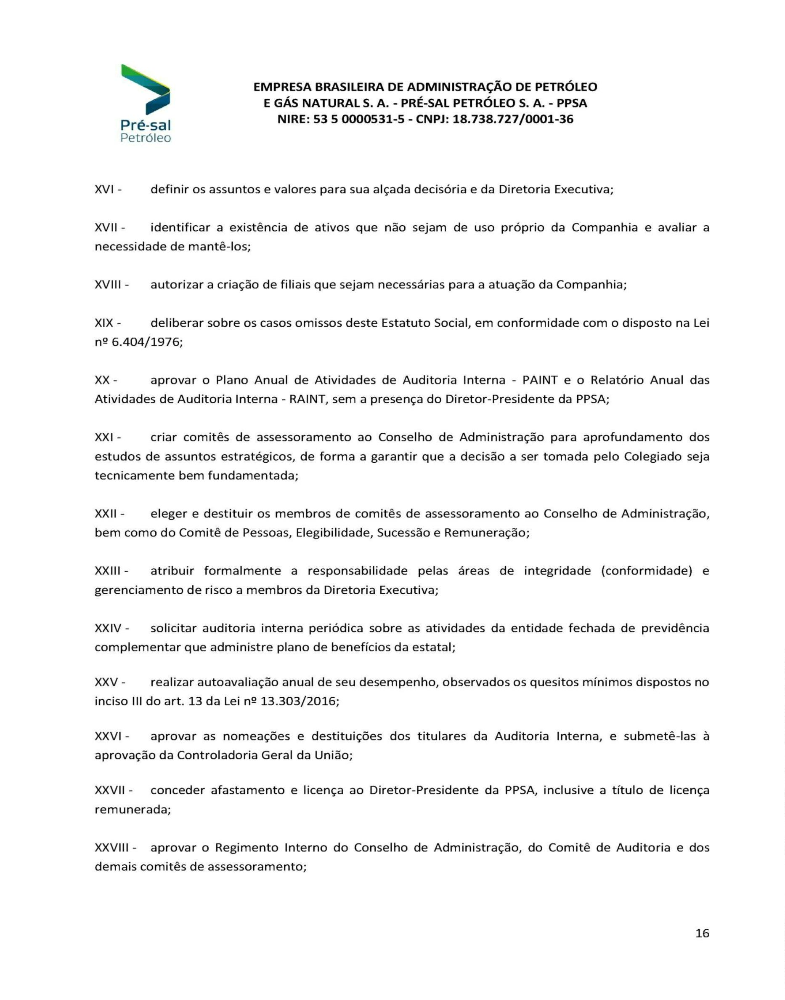 Pré-sal
Petróleo
EMPRESA BRASILEIRA DE ADMINISTRAÇÃO DE PETRÓLEO
E GÁS NATURAL S. A. - PRÉ-SAL PETRÓLEO S. A. - PPSA
NIRE: 53 5 0000531-5 - CNPJ: 18.738.727/0001-36
XVI - definir os assuntos e valores para sua alçada decisória e da Diretoria Executiva;
XVII - identificar a existência de ativos que não sejam de uso próprio da Companhia e avaliar a
necessidade de mantê-los;
XVIII - autorizar a criação de filiais que sejam necessárias para a atuação da Companhia;
XIX - deliberar sobre os casos omissos deste Estatuto Social, em conformidade com o disposto na Lei
nº 6.404/1976;
XX - aprovar o Plano Anual de Atividades de Auditoria Interna - PAINT e o Relatório Anual das
Atividades de Auditoria Interna - RAINT, sem a presença do Diretor-Presidente da PPSA;
XXI - criar comitês de assessoramento ao Conselho de Administração para aprofundamento dos
estudos de assuntos estratégicos, de forma a garantir que a decisão a ser tomada pelo Colegiado seja
tecnicamente bem fundamentada;
XXII - eleger e destituir os membros de comitês de assessoramento ao Conselho de Administração,
bem como do Comitê de Pessoas, Elegibilidade, Sucessão e Remuneração;
XXIII - atribuir formalmente a responsabilidade pelas áreas de integridade (conformidade) e
gerenciamento de risco a membros da Diretoria Executiva;
XXIV - solicitar auditoria interna periódica sobre as atividades da entidade fechada de previdência
complementar que administre plano de benefícios da estatal;
XXV - realizar autoavaliação anual de seu desempenho, observados os quesitos mínimos dispostos no
inciso III do art. 13 da Lei nº 13.303/2016;
XXVI - aprovar as nomeações e destituições dos titulares da Auditoria Interna, e submetê-las à
aprovação da Controladoria Geral da União;
XXVII - conceder afastamento e licença ao Diretor-Presidente da PPSA, inclusive a título de licença
remunerada;
XXVIII - aprovar o Regimento Interno do Conselho de Administração, do Comitê de Auditoria e dos
demais comitês de assessoramento;
16